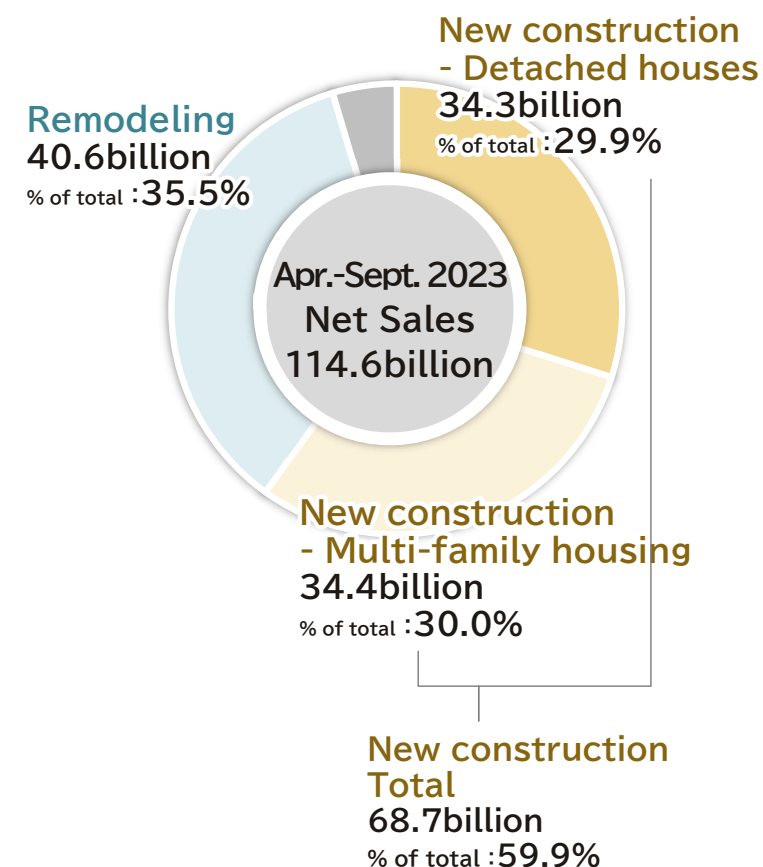 New construction
- Detached houses
34.3billion
% of total :29.9%
Remodeling
40.6billion
% of total :35.5%
Apr.-Sept. 2023
Net Sales
114.6billion
New construction
- Multi-family housing
34.4billion
% of total :30.0%
New construction
Total
68.7billion
% of total :59.9%